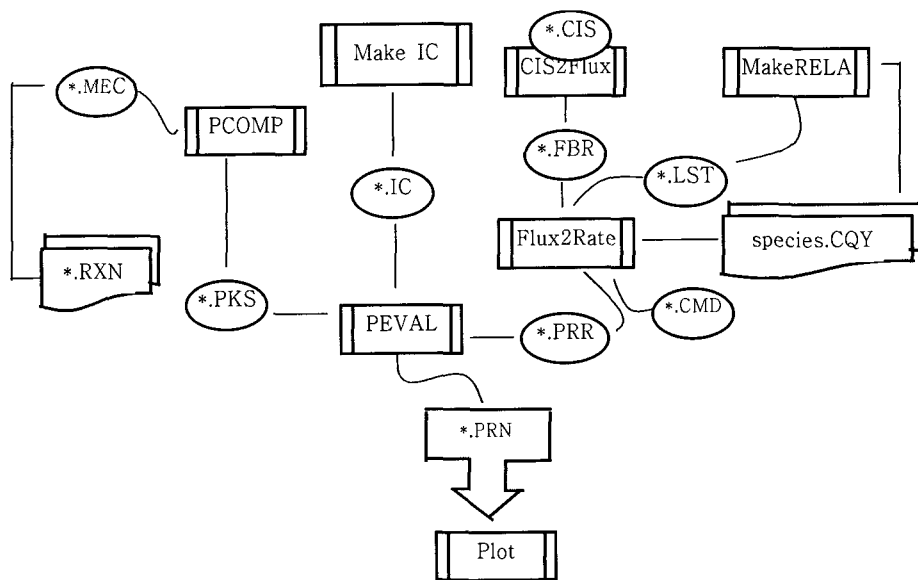 *.CIS
Make IC
CIS2Flux
MakeRELA
*.MEC
PCOMP
*.FBR
*.LST
*.IC
Flux2Rate
species.CQY
*.RXN
*.PKS
PEVAL
*.PRR
*.CMD
*.PRN
Plot